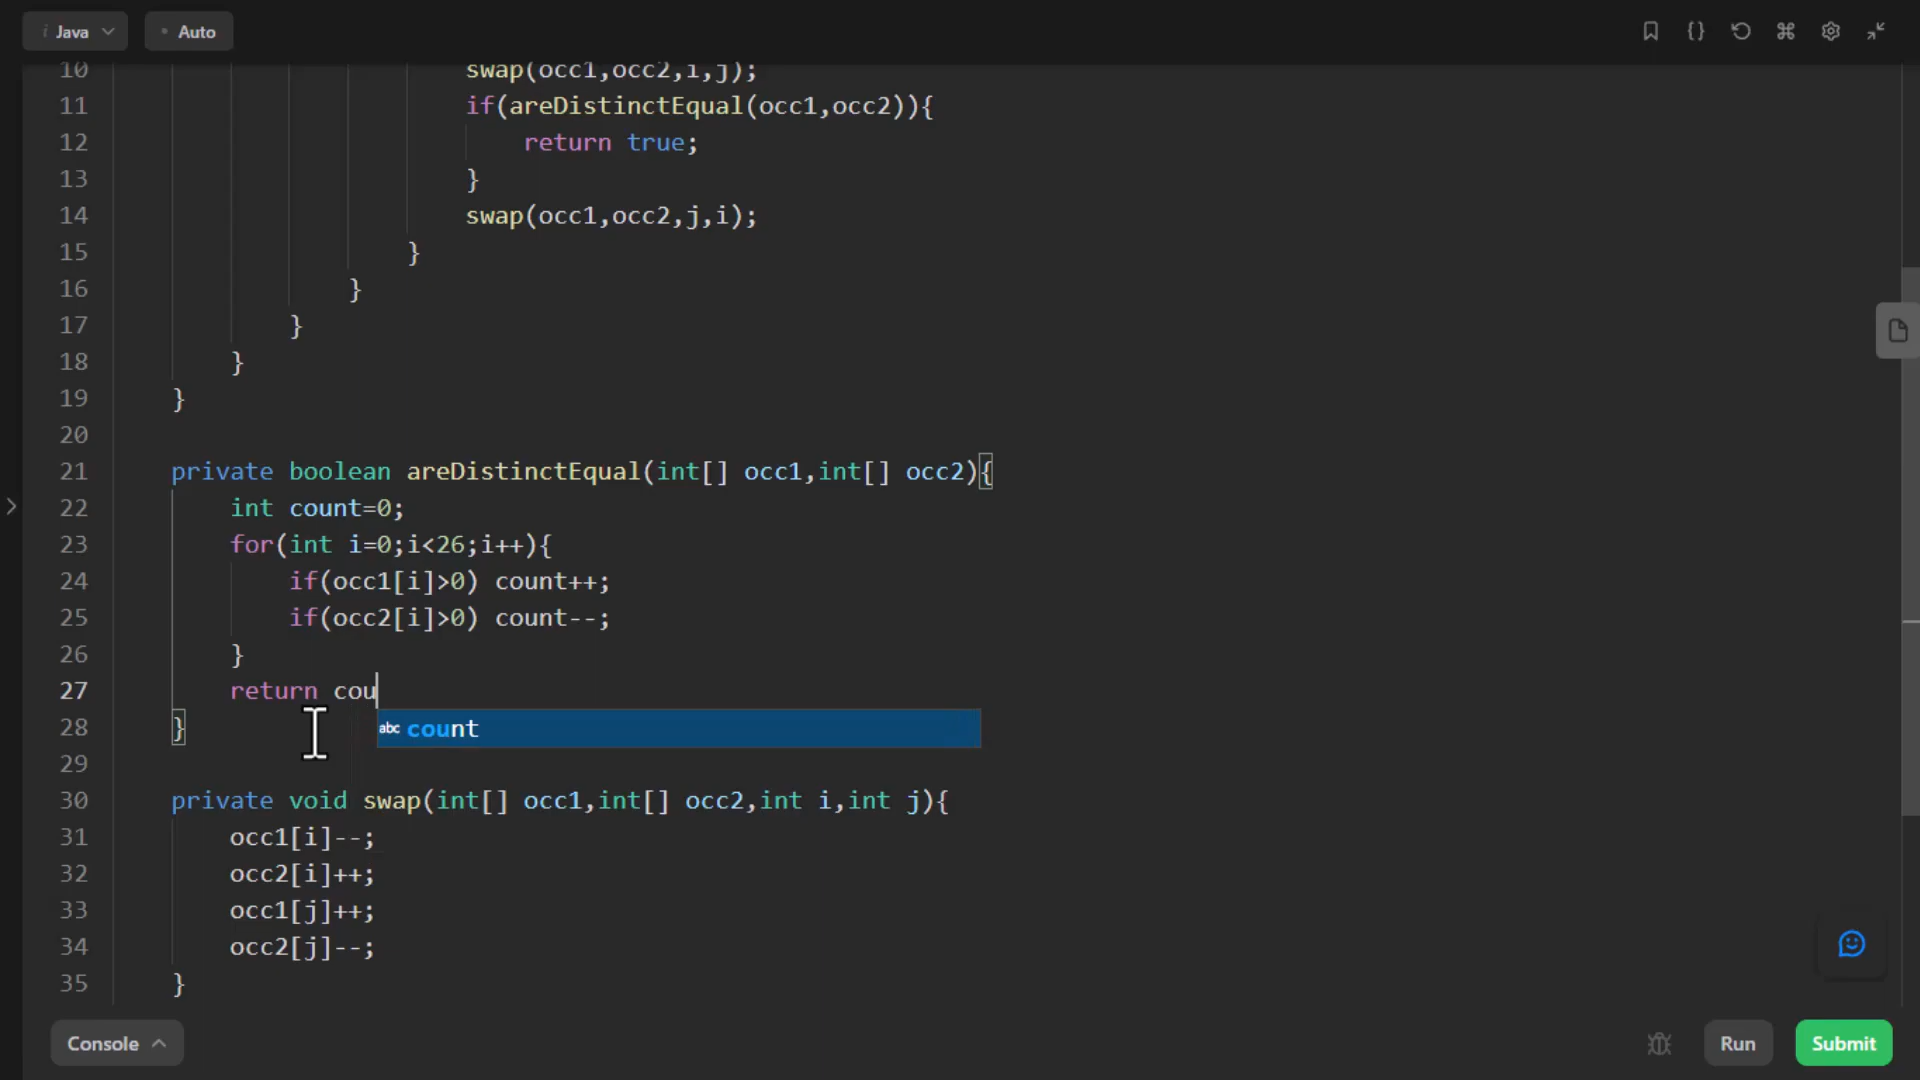 Java
Auto
10 swap(occ1,occ2,i,j);
11 if(areDistinctEqual(occ1,occ2)){
12 return true;
13 }
14 swap(occ1,occ2,j,i);
15 }
16 }
17 }
18 }
19 }
20
21 private boolean areDistinctEqual(int[] occ1,int[] occ2){
22 int count=0;
23 for(int i=0;i<26;i++){
24 if(occ1[i]>0) count++;
25 if(occ2[i]>0) count--;
26 }
27 return cou
28 }
abc count
29
30 private void swap(int[] occ1,int[] occ2,int i,int j){
31 occ1[i]--;
32 occ2[i]++;
33 occ1[j]++;
34 occ2[j]--;
35 }
Console
Run
Submit